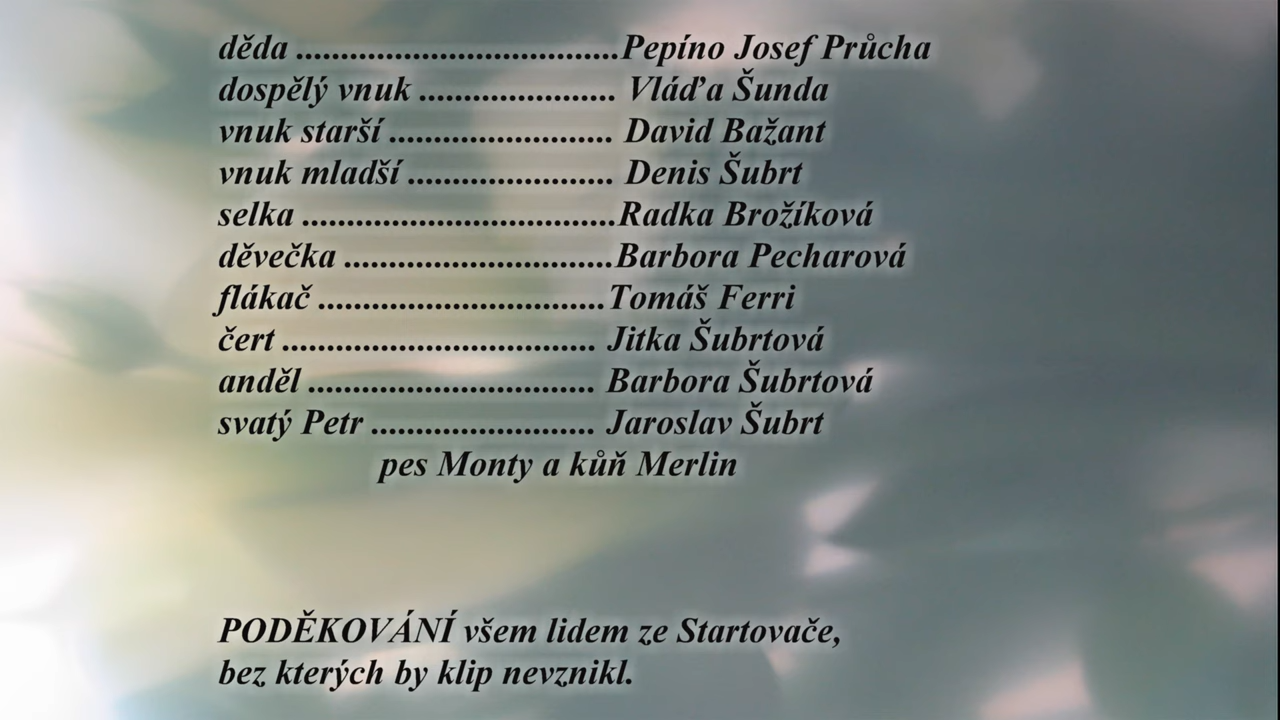 děda ....................................Pepíno Josef Průcha
dospělý vnuk ...................... Vláďa Šunda
vnuk starší ......................... David Bažant
vnuk mladší ....................... Denis Šubrt
selka ...................................Radka Brožíková
děvečka ..............................Barbora Pecharová
flákač ................................Tomáš Ferri
čert ................................... Jitka Šubrtová
anděl ................................ Barbora Šubrtová
svatý Petr ......................... Jaroslav Šubrt
pes Monty a kůň Merlin
PODĚKOVÁNÍ všem lidem ze Startovače,
bez kterých by klip nevznikl.